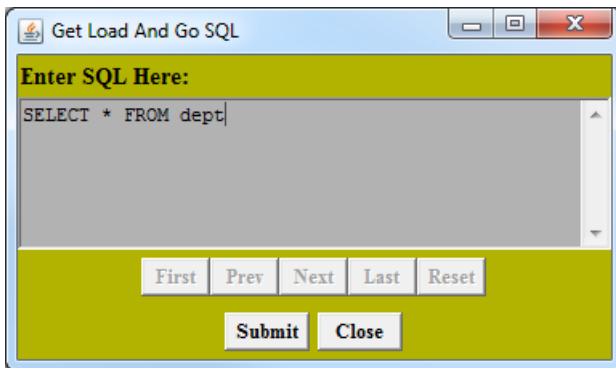 Get Load And Go SQL
Enter SQL Here:
SELECT * FROM dept
First Prev Next Last Reset
Submit Close